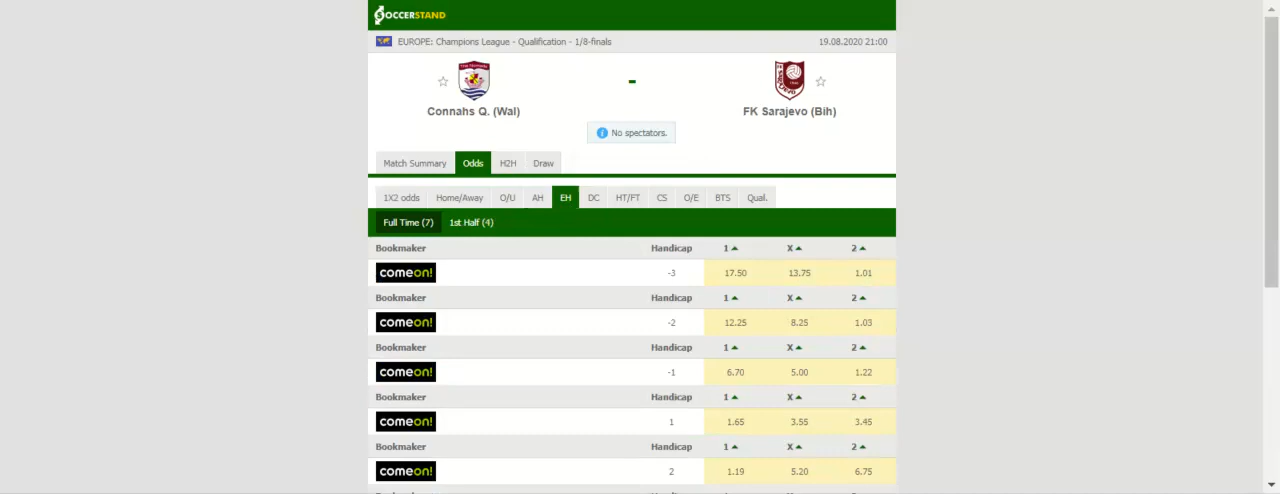 SOCCERSTAND
EUROPE: Champions League - Qualification - 1/8-finals 19.08.2020 21:00
Connahs Q. (Wal) - FK Sarajevo (Bih)
No spectators.
Match Summary Odds H2H Draw
1X2 odds Home/Away O/U AH EH DC HT/FT CS O/E BTS Qual.
Full Time (7) 1st Half (4)
Bookmaker Handicap 1 X 2
comeon! -3 17.50 13.75 1.01
Bookmaker Handicap 1 X 2
comeon! -2 12.25 8.25 1.03
Bookmaker Handicap 1 X 2
comeon! -1 6.70 5.00 1.22
Bookmaker Handicap 1 X 2
comeon! 1 1.65 3.55 3.45
Bookmaker Handicap 1 X 2
comeon! 2 1.19 5.20 6.75